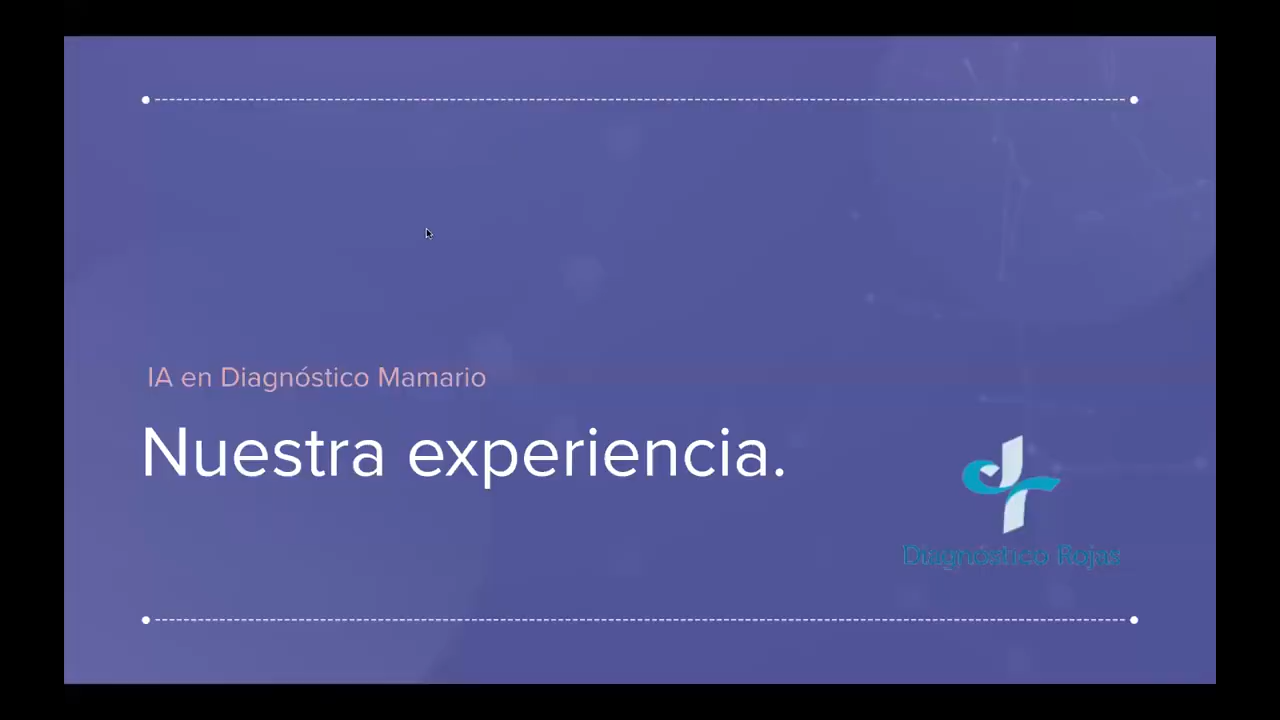 IA en Diagnóstico Mamario
Nuestra experiencia.
Diagnóstico Rojas